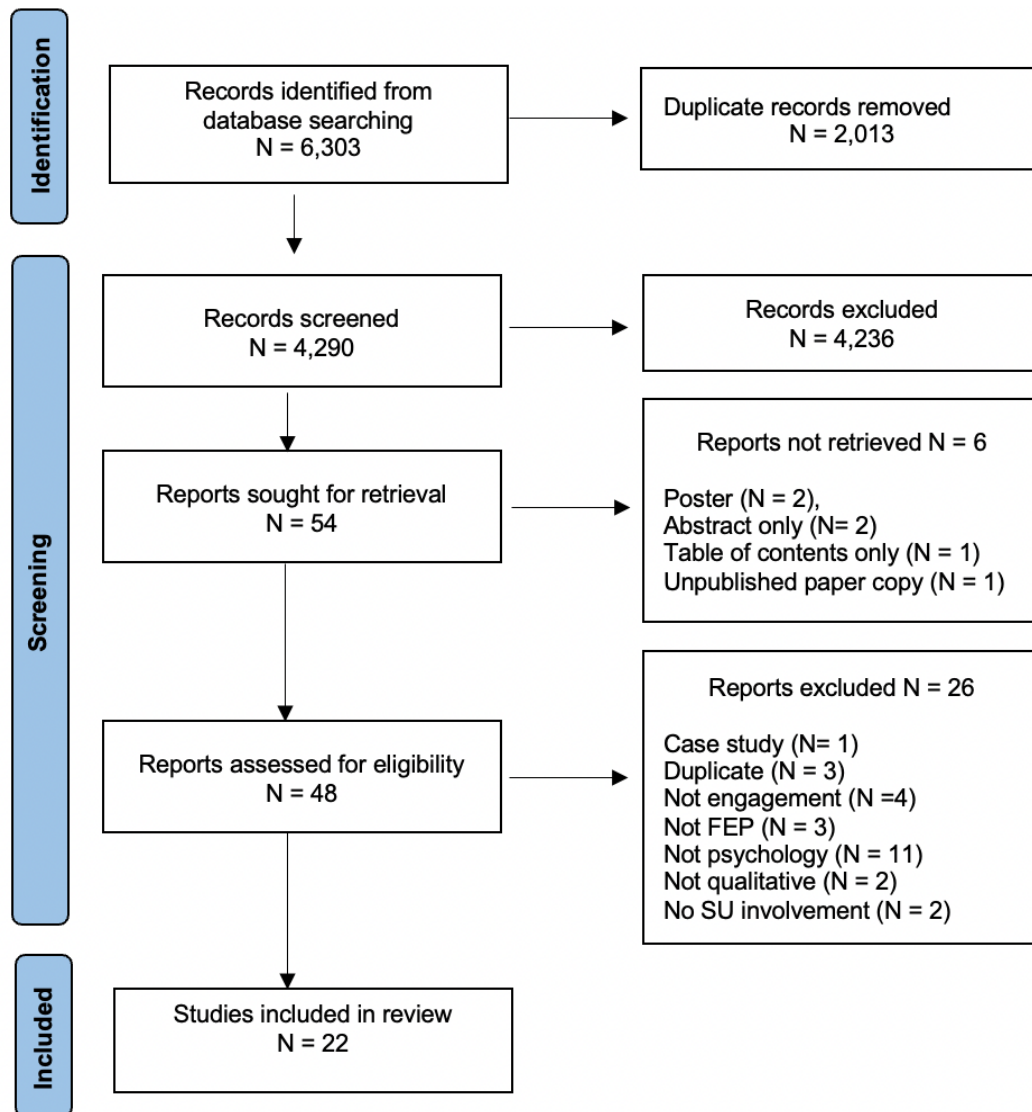 Identification
Records identified from
database searching
N = 6,303
Duplicate records removed
N = 2,013
Screening
Records screened
N = 4,290
Records excluded
N = 4,236
Reports sought for retrieval
N = 54
Reports not retrieved N = 6
Poster (N = 2),
Abstract only (N= 2)
Table of contents only (N = 1)
Unpublished paper copy (N = 1)
Reports assessed for eligibility
N = 48
Reports excluded N = 26
Case study (N= 1)
Duplicate (N = 3)
Not engagement (N =4)
Not FEP (N = 3)
Not psychology (N = 11)
Not qualitative (N = 2)
No SU involvement (N = 2)
Included
Studies included in review
N = 22